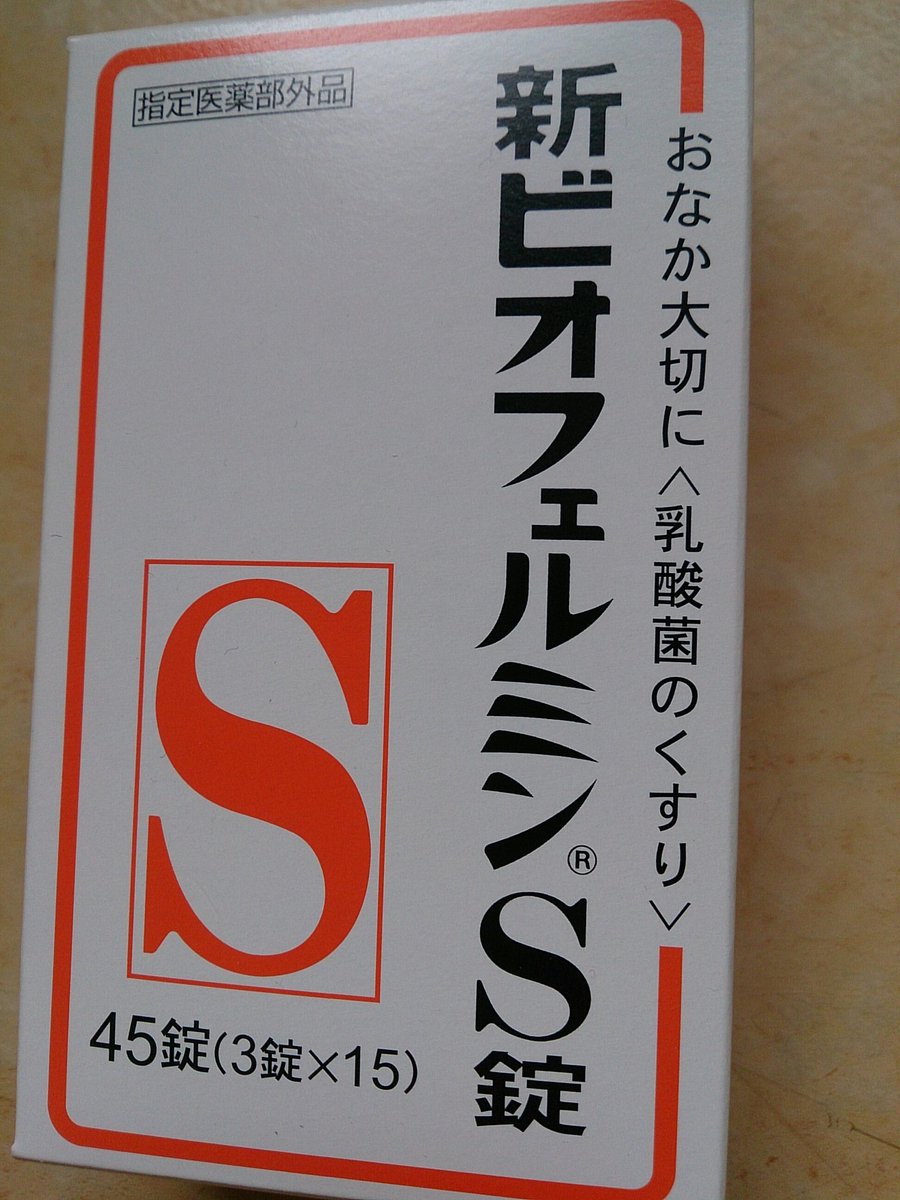 おなか大切に<乳酸菌のくすり>
新ビオフェルミン®S錠
指定医薬部外品
S
45錠(3錠×15)